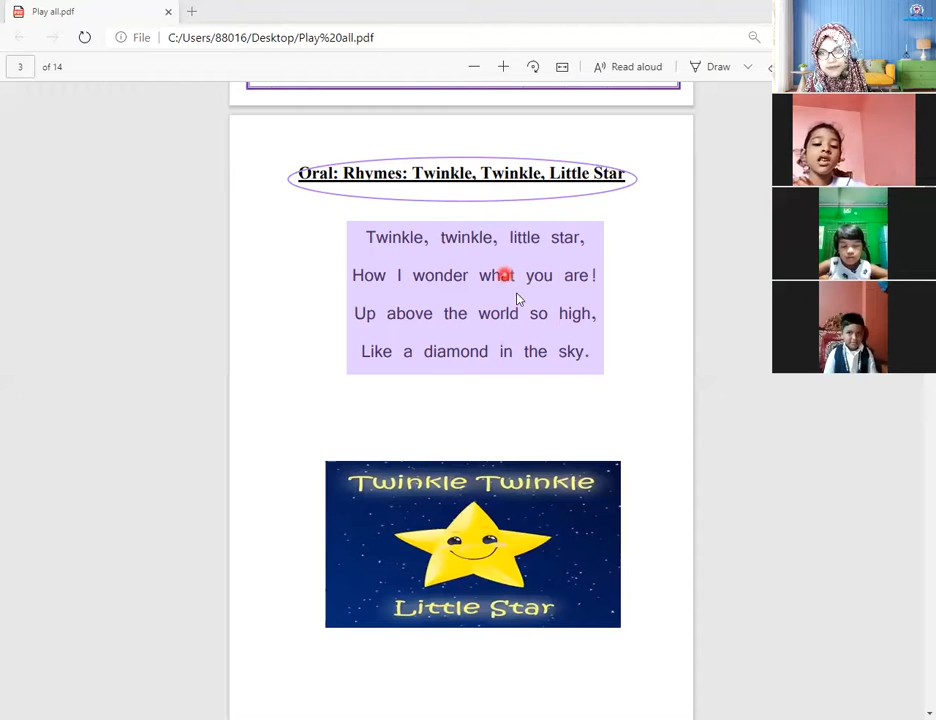 Play all.pdf
File
C:/Users/88016/Desktop/Play%20all.pdf
3 of 14
Read aloud
Draw
Oral: Rhymes: Twinkle, Twinkle, Little Star
Twinkle, twinkle, little star,
How I wonder what you are!
Up above the world so high,
Like a diamond in the sky.
Twinkle Twinkle
Little Star